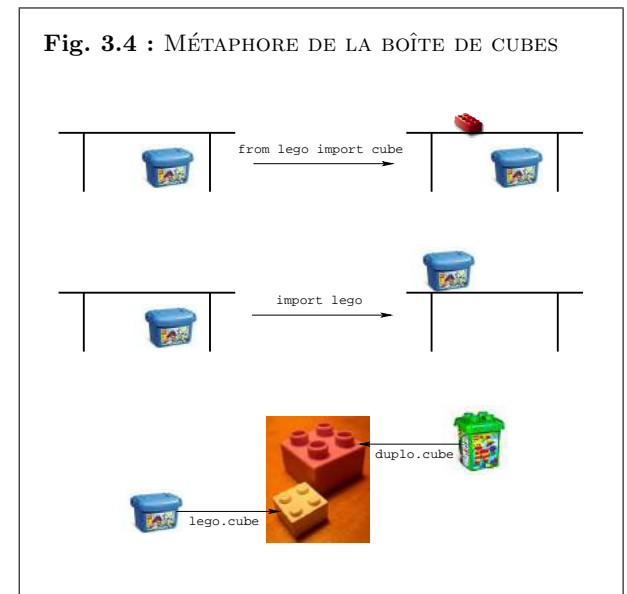 Fig. 3.4 : Métaphore de la boîte de cubes
from lego import cube
import lego
duplo.cube
lego.cube